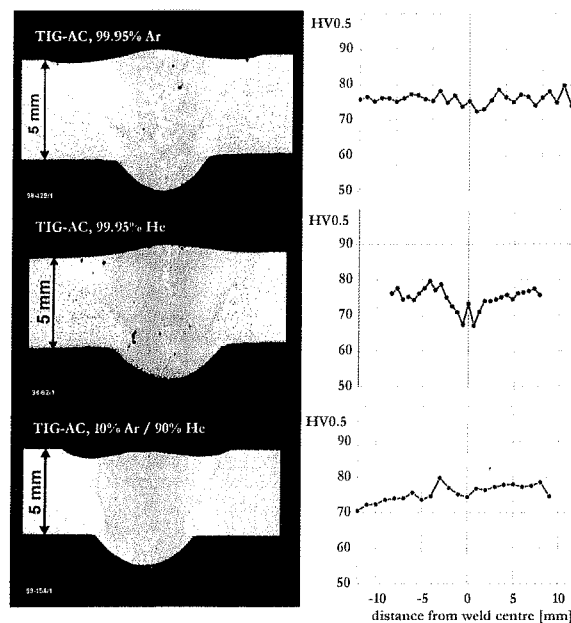 TIG-AC, 99.95% Ar
5 mm
HV0.5
90
80
70
60
50
TIG-AC, 99.95% He
5 mm
HV0.5
90
80
70
60
50
TIG-AC, 10% Ar / 90% He
5 mm
HV0.5
90
80
70
60
50
-10 -5 0 5 10
distance from weld centre [mm]